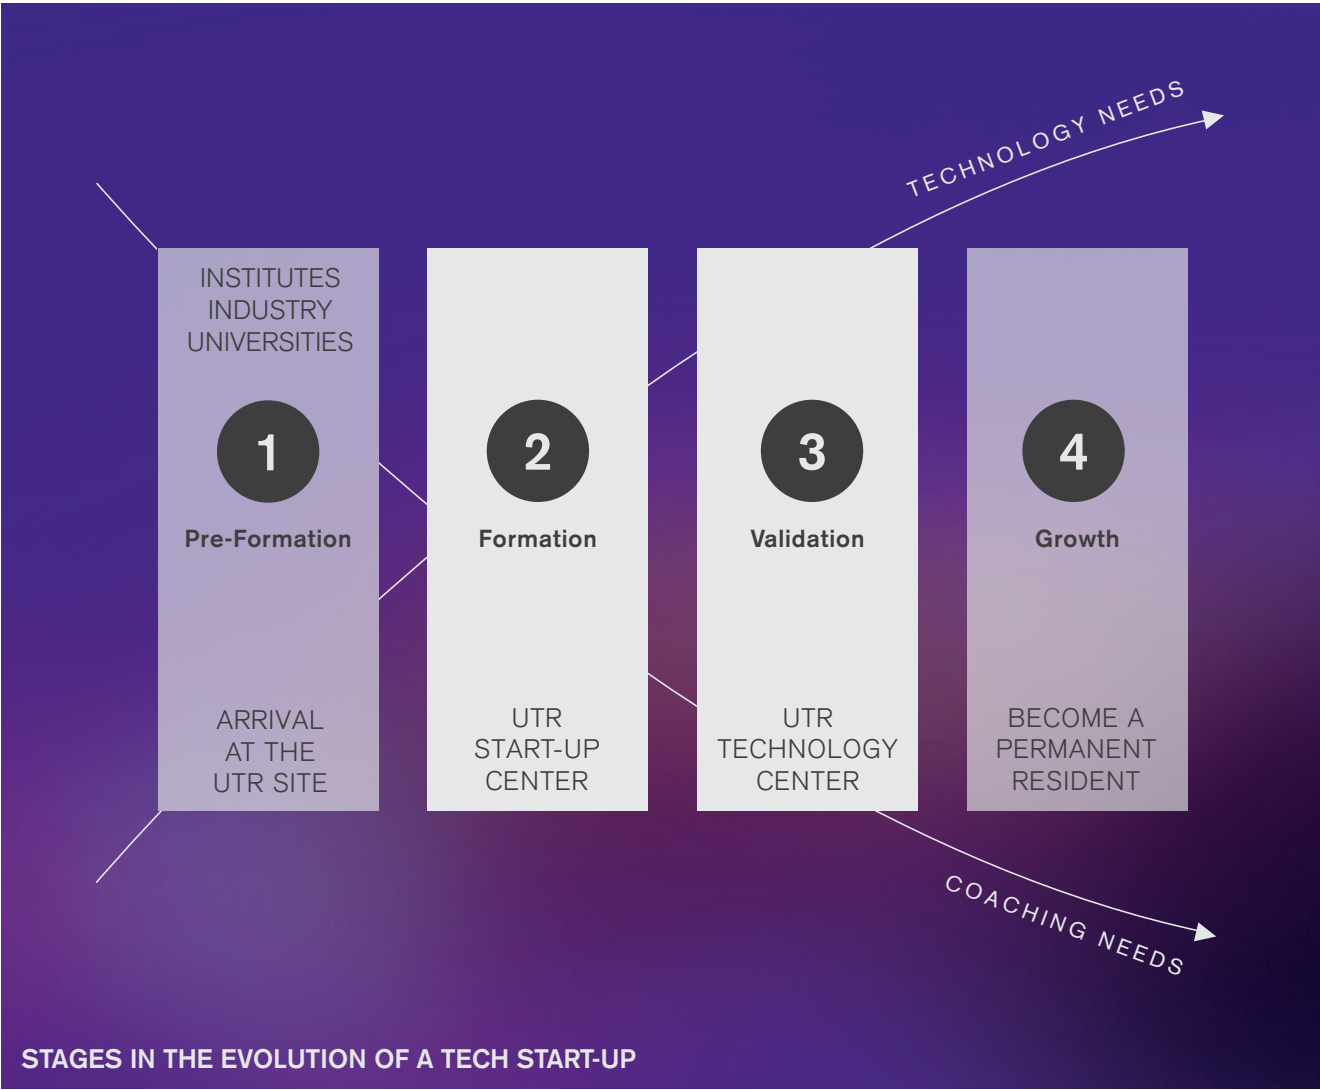 TECHNOLOGY NEEDS
INSTITUTES
INDUSTRY
UNIVERSITIES
1
Pre-Formation
ARRIVAL
AT THE
UTR SITE
2
Formation
UTR
START-UP
CENTER
3
Validation
UTR
TECHNOLOGY
CENTER
4
Growth
BECOME A
PERMANENT
RESIDENT
COACHING NEEDS
STAGES IN THE EVOLUTION OF A TECH START-UP